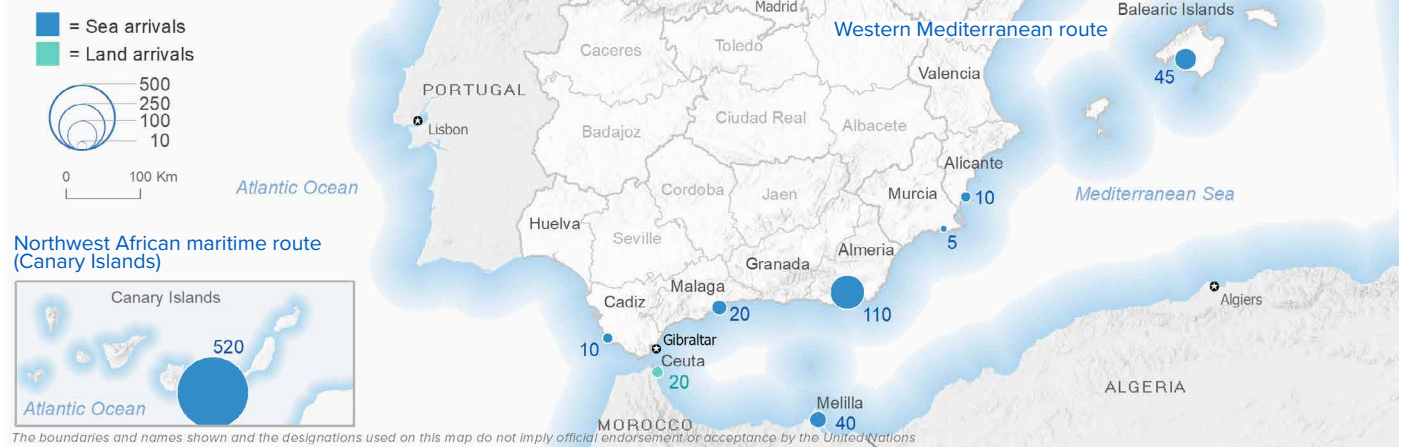 = Sea arrivals
= Land arrivals
500
250
100
10
0 100 Km
Madrid
Western Mediterranean route
Balearic Islands
45
Caceres
Toledo
Valencia
PORTUGAL
Lisbon
Badajoz
Ciudad Real
Albacete
Alicante
10
Atlantic Ocean
Cordoba
Jaen
Murcia
Mediterranean Sea
Huelva
Seville
5
Almeria
Granada
110
Malaga
20
Cadiz
10
Gibraltar
Ceuta
20
Algiers
ALGERIA
Melilla
40
MOROCCO
Northwest African maritime route
(Canary Islands)
Canary Islands
520
Atlantic Ocean
The boundaries and names shown and the designations used on this map do not imply official endorsement or acceptance by the United Nations